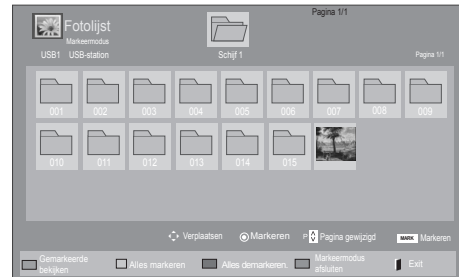 Pagina 1/1
Fotolijst
Markeermodus
USB1 USB-station
Schijf 1
Pagina 1/1
001 002 003 004 005 006 007 008 009
010 011 012 013 014 015
Verplaatsen Markeren P Pagina gewijzigd MARK Markeren
Gemarkeerde
bekijken
Alles markeren
Alles demarkeren.
Markeermodus
afsluiten
Exit